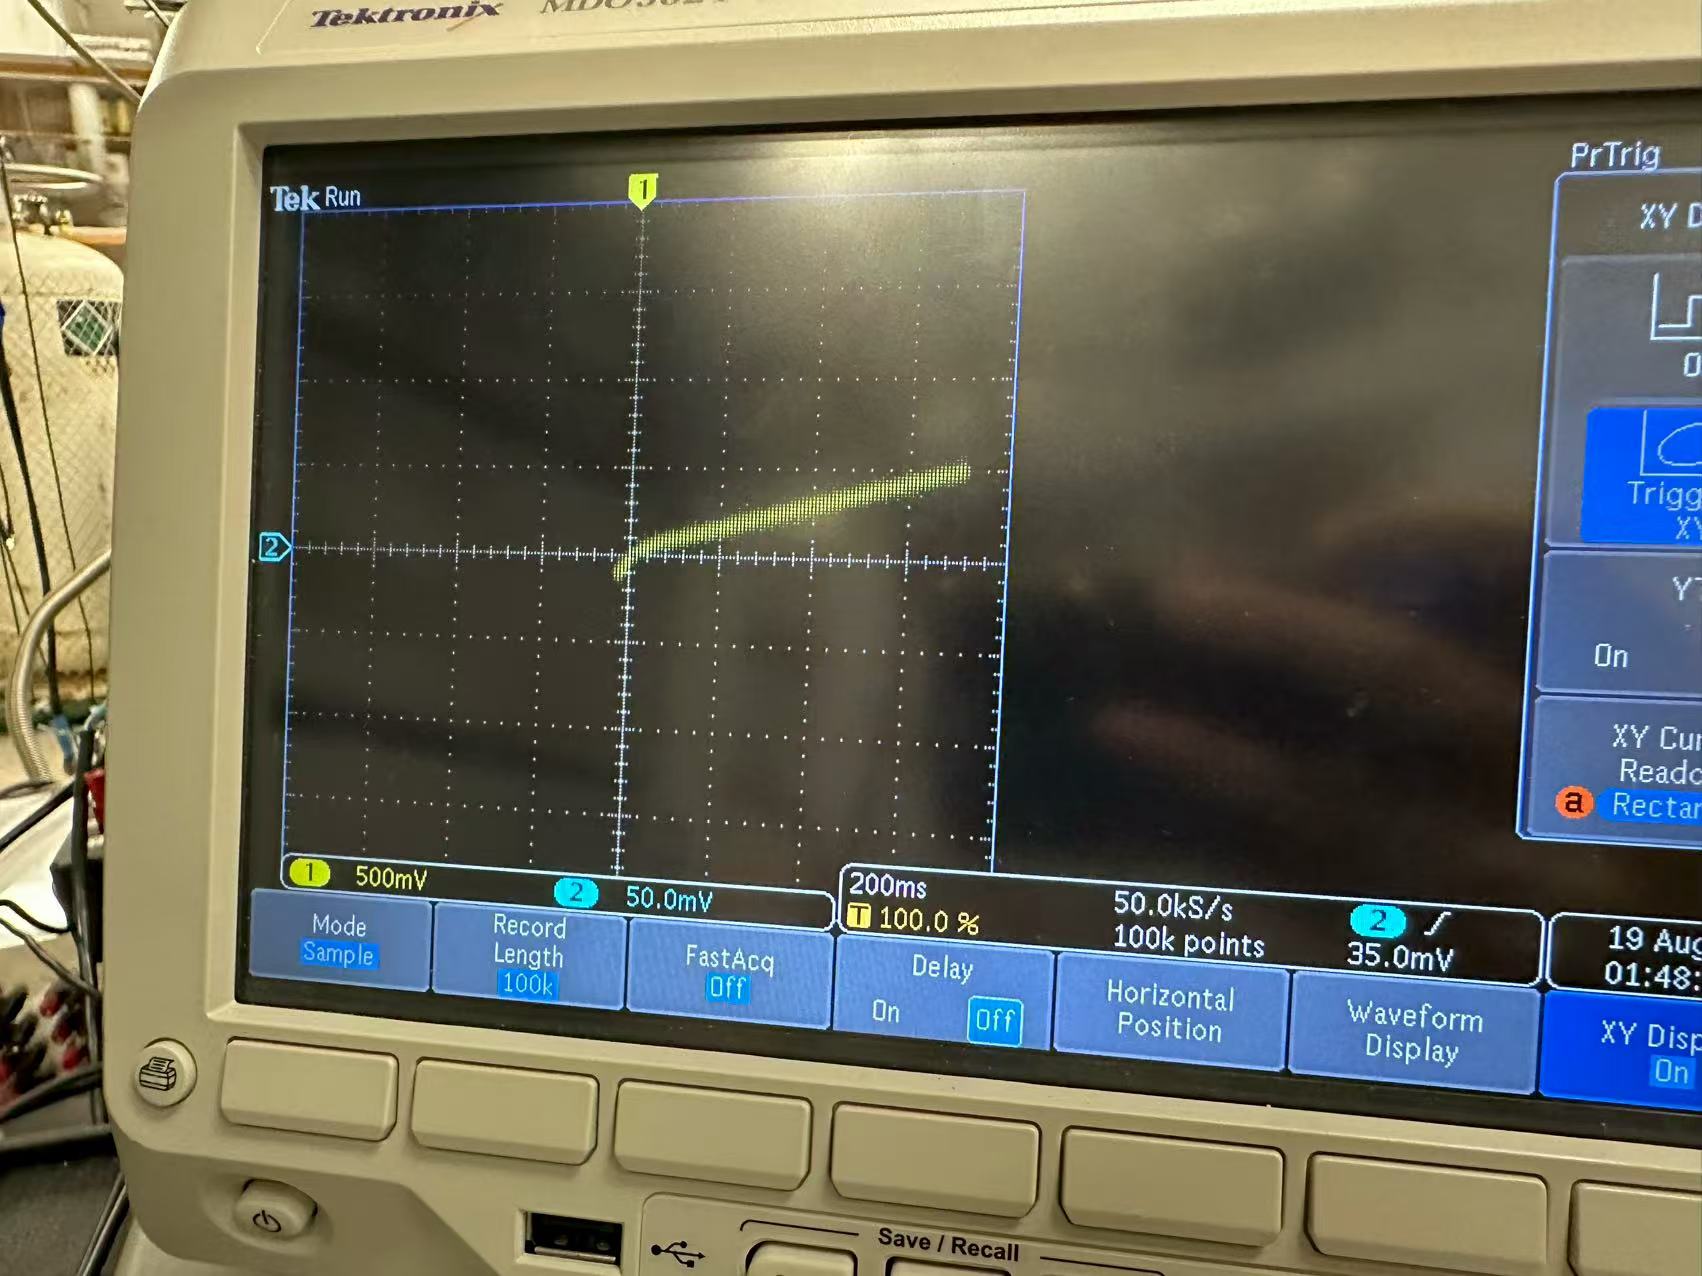 Tektronix
Tek Run
1
PrTrig
XY
2
Trigg
XY
On
XY Cur
Reado
a Rectar
1 500mV
2 50.0mV
200ms
T 100.0 %
50.0kS/s
100k points
2
35.0mV
19 Aug
01:48:
Mode
Sample
Record
Length
100k
FastAcq
Off
Delay
On Off
Horizontal
Position
Waveform
Display
XY Disp
On
Save / Recall